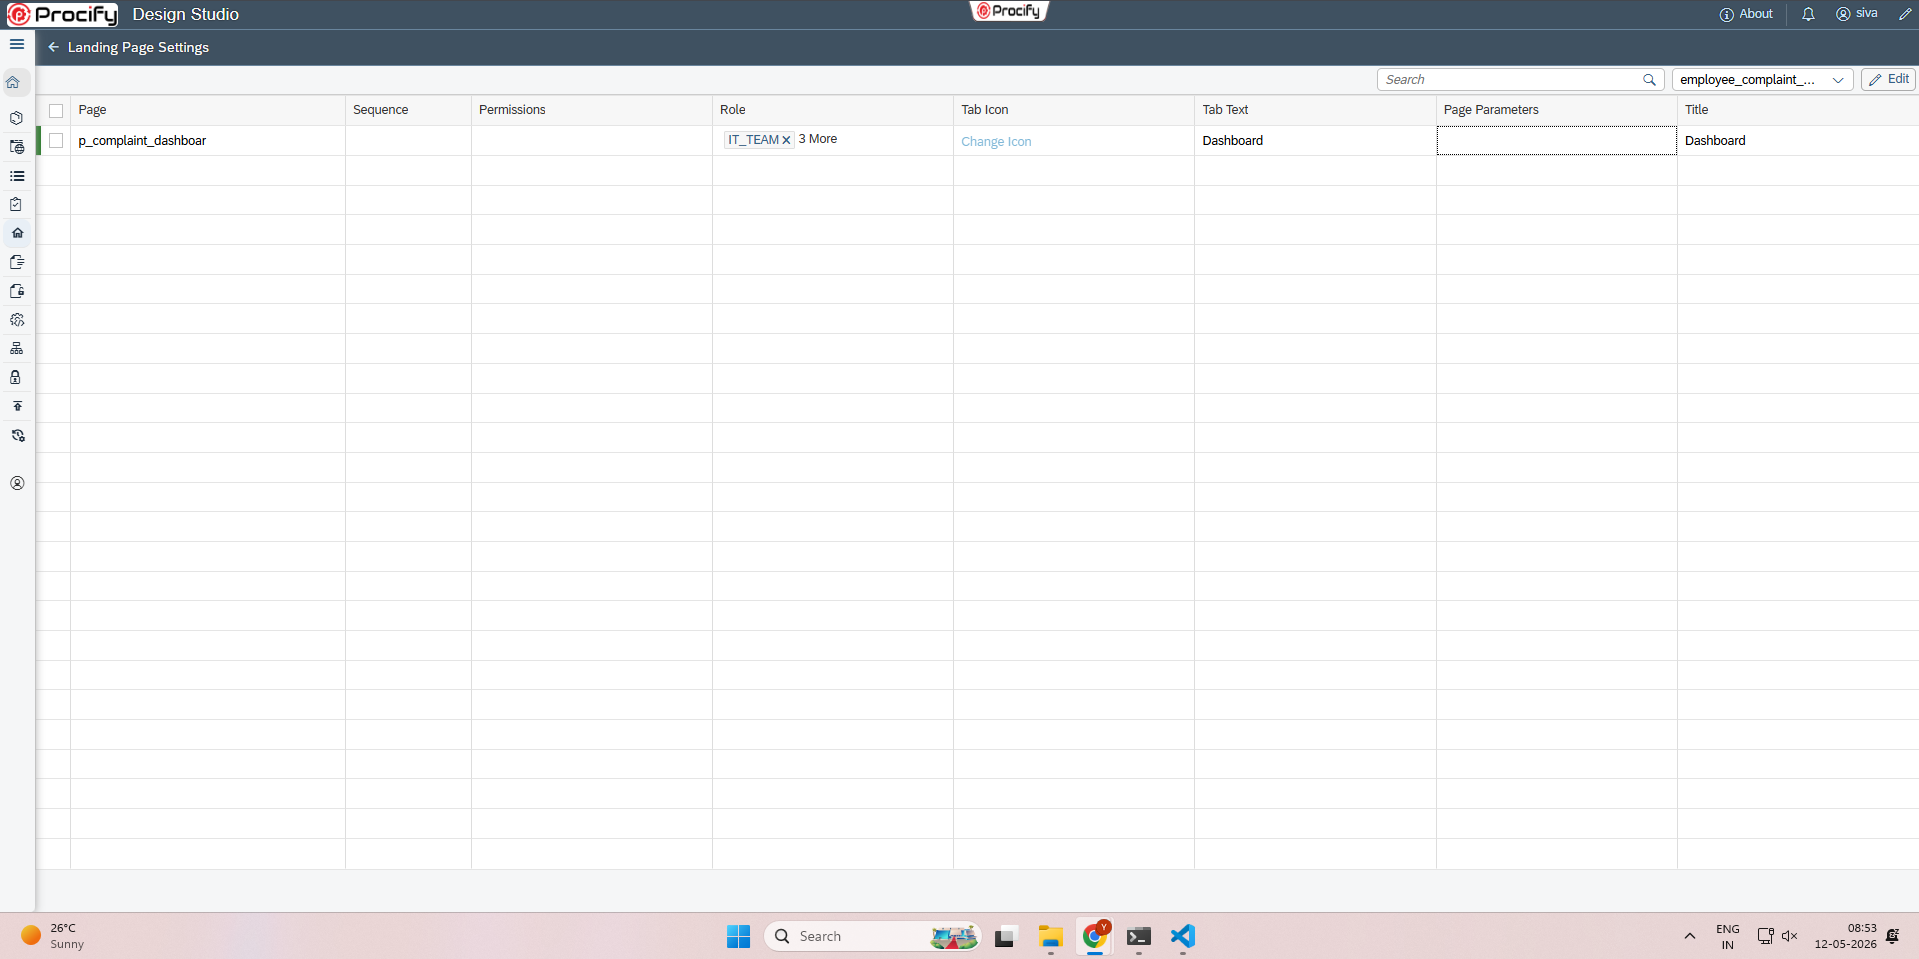 Procify Design Studio
Procify
About
siva
Landing Page Settings
Search
employee_complaint_...
Edit
Page Sequence Permissions Role Tab Icon Tab Text Page Parameters Title
p_complaint_dashboar IT_TEAM 3 More Change Icon Dashboard Dashboard
26°C
Sunny
Search
Y
ENG
IN
08:53
12-05-2026